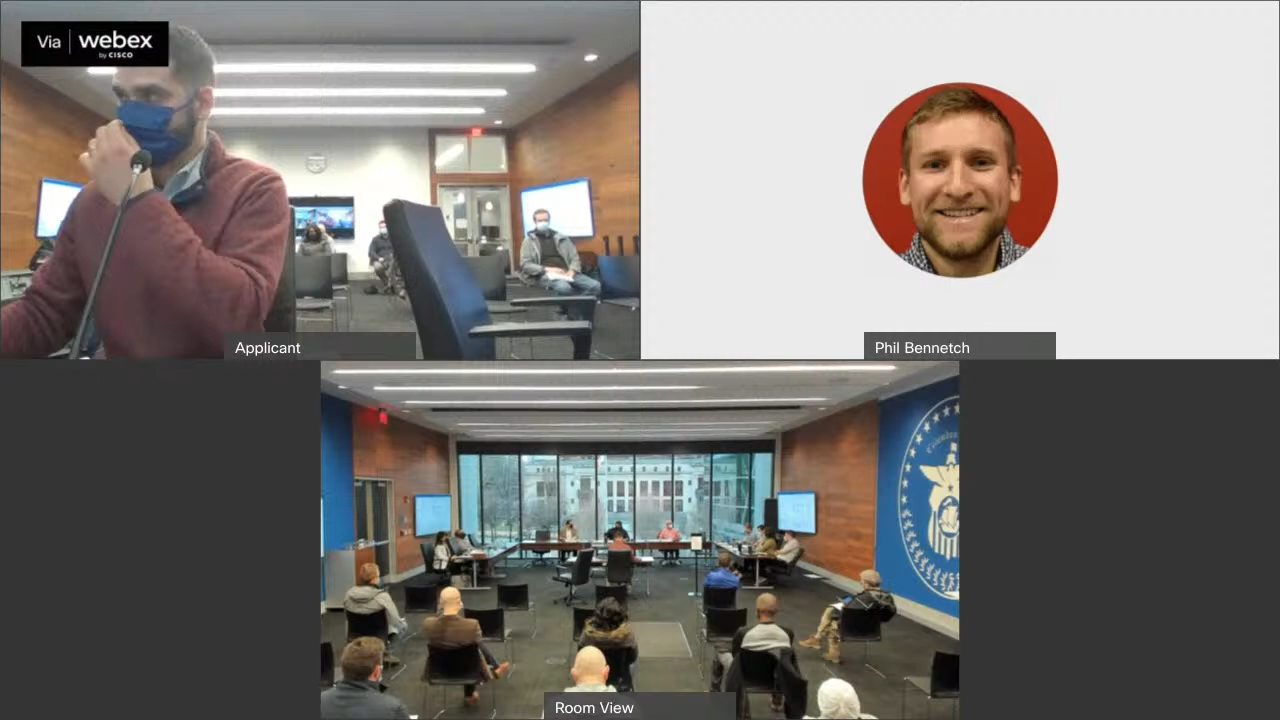 Via | webex
by CISCO
Applicant
Phil Bennetch
Room View